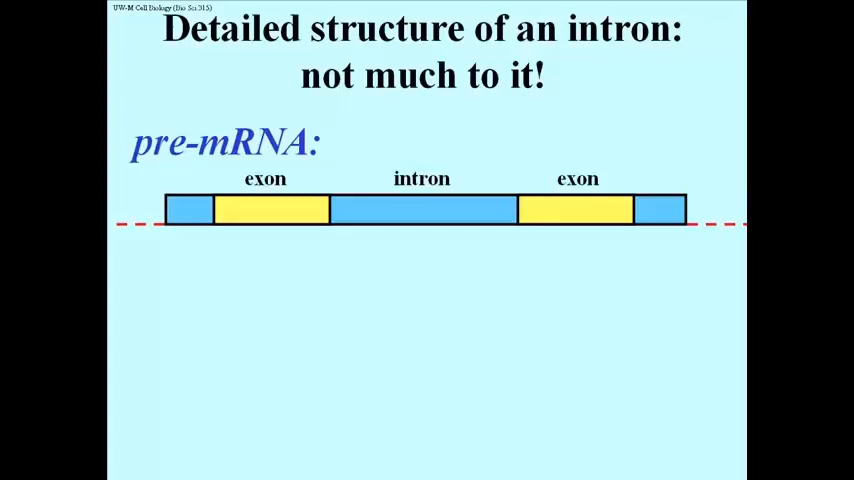 UW-M Cell Biology (Bio Sci 315)
Detailed structure of an intron:
not much to it!
pre-mRNA:
exon intron exon